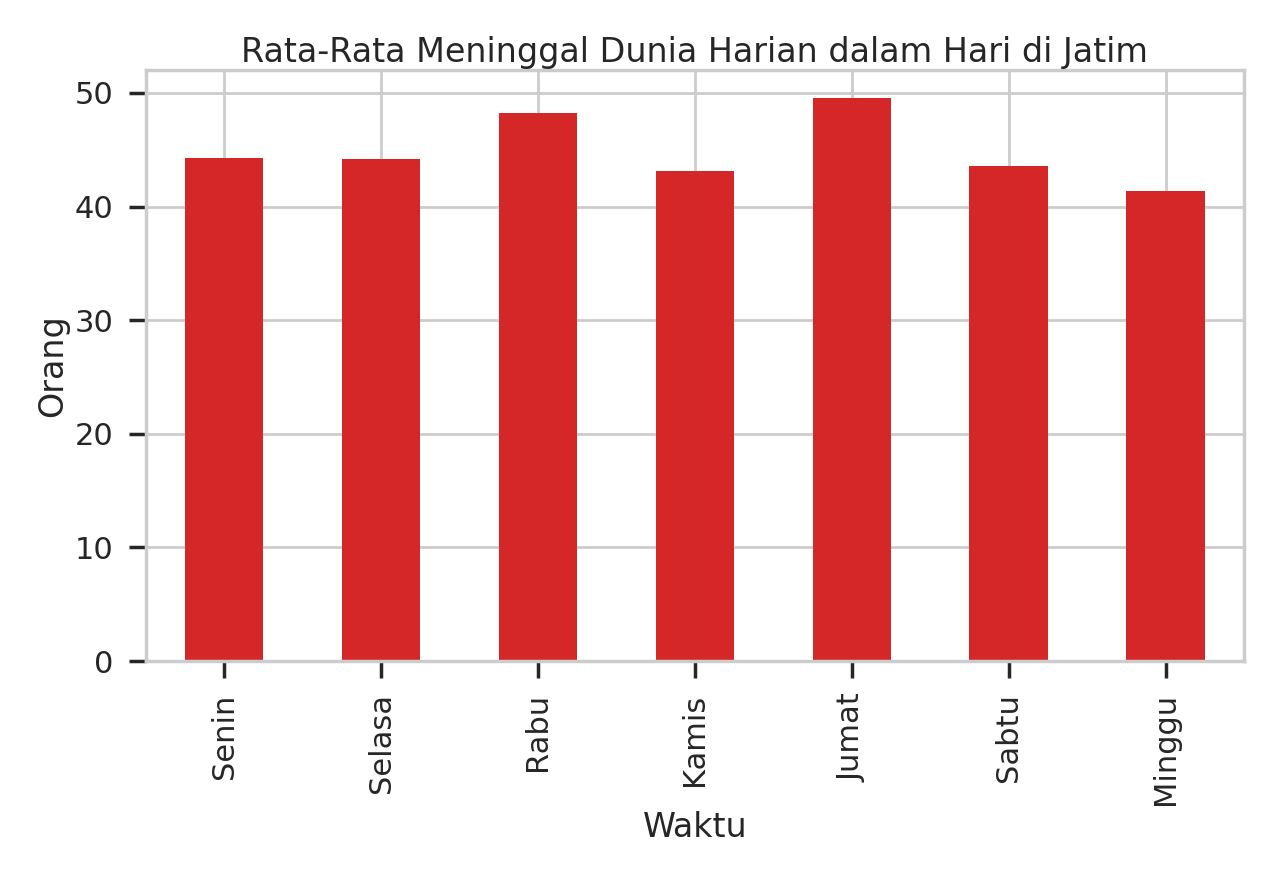 Rata-Rata Meninggal Dunia Harian dalam Hari di Jatim
50
40
30
20
10
0
Orang
Senin
Selasa
Rabu
Kamis
Jumat
Sabtu
Minggu
Waktu